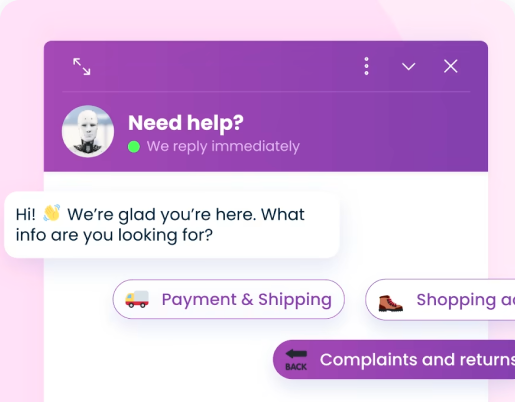 Need help?
We reply immediately
Hi! 👋 We’re glad you’re here. What
info are you looking for?
Payment & Shipping
Shopping
BACK
Complaints and returns